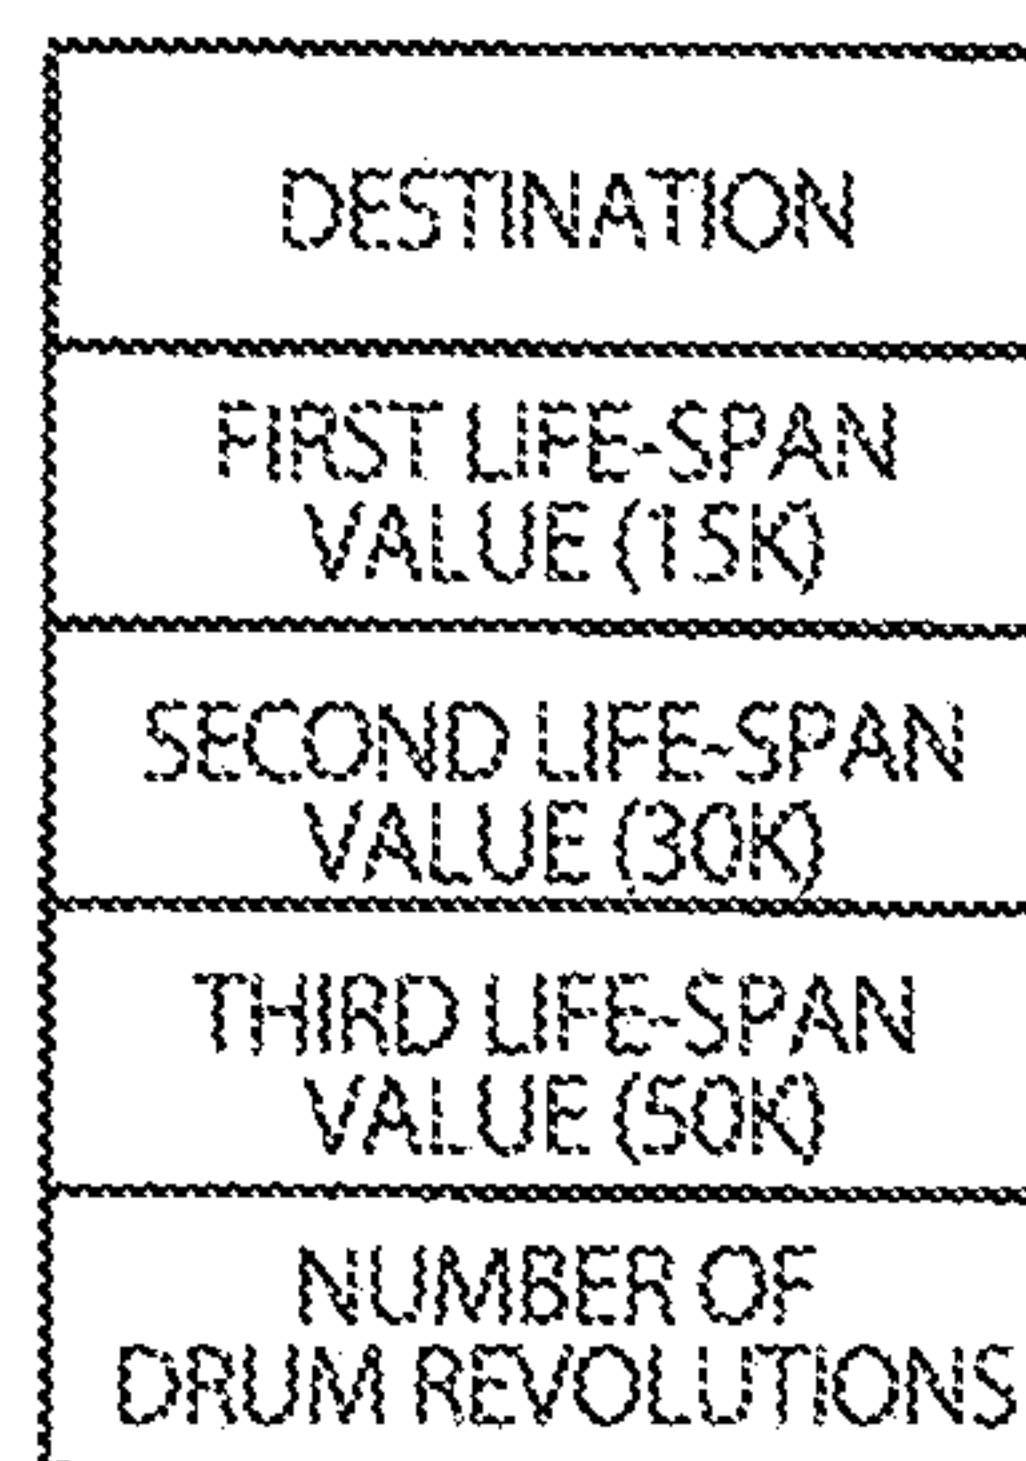 DESTINATION
FIRST LIFE-SPAN
VALUE (15K)
SECOND LIFE-SPAN
VALUE (30K)
THIRD LIFE-SPAN
VALUE (50K)
NUMBER OF
DRUM REVOLUTIONS